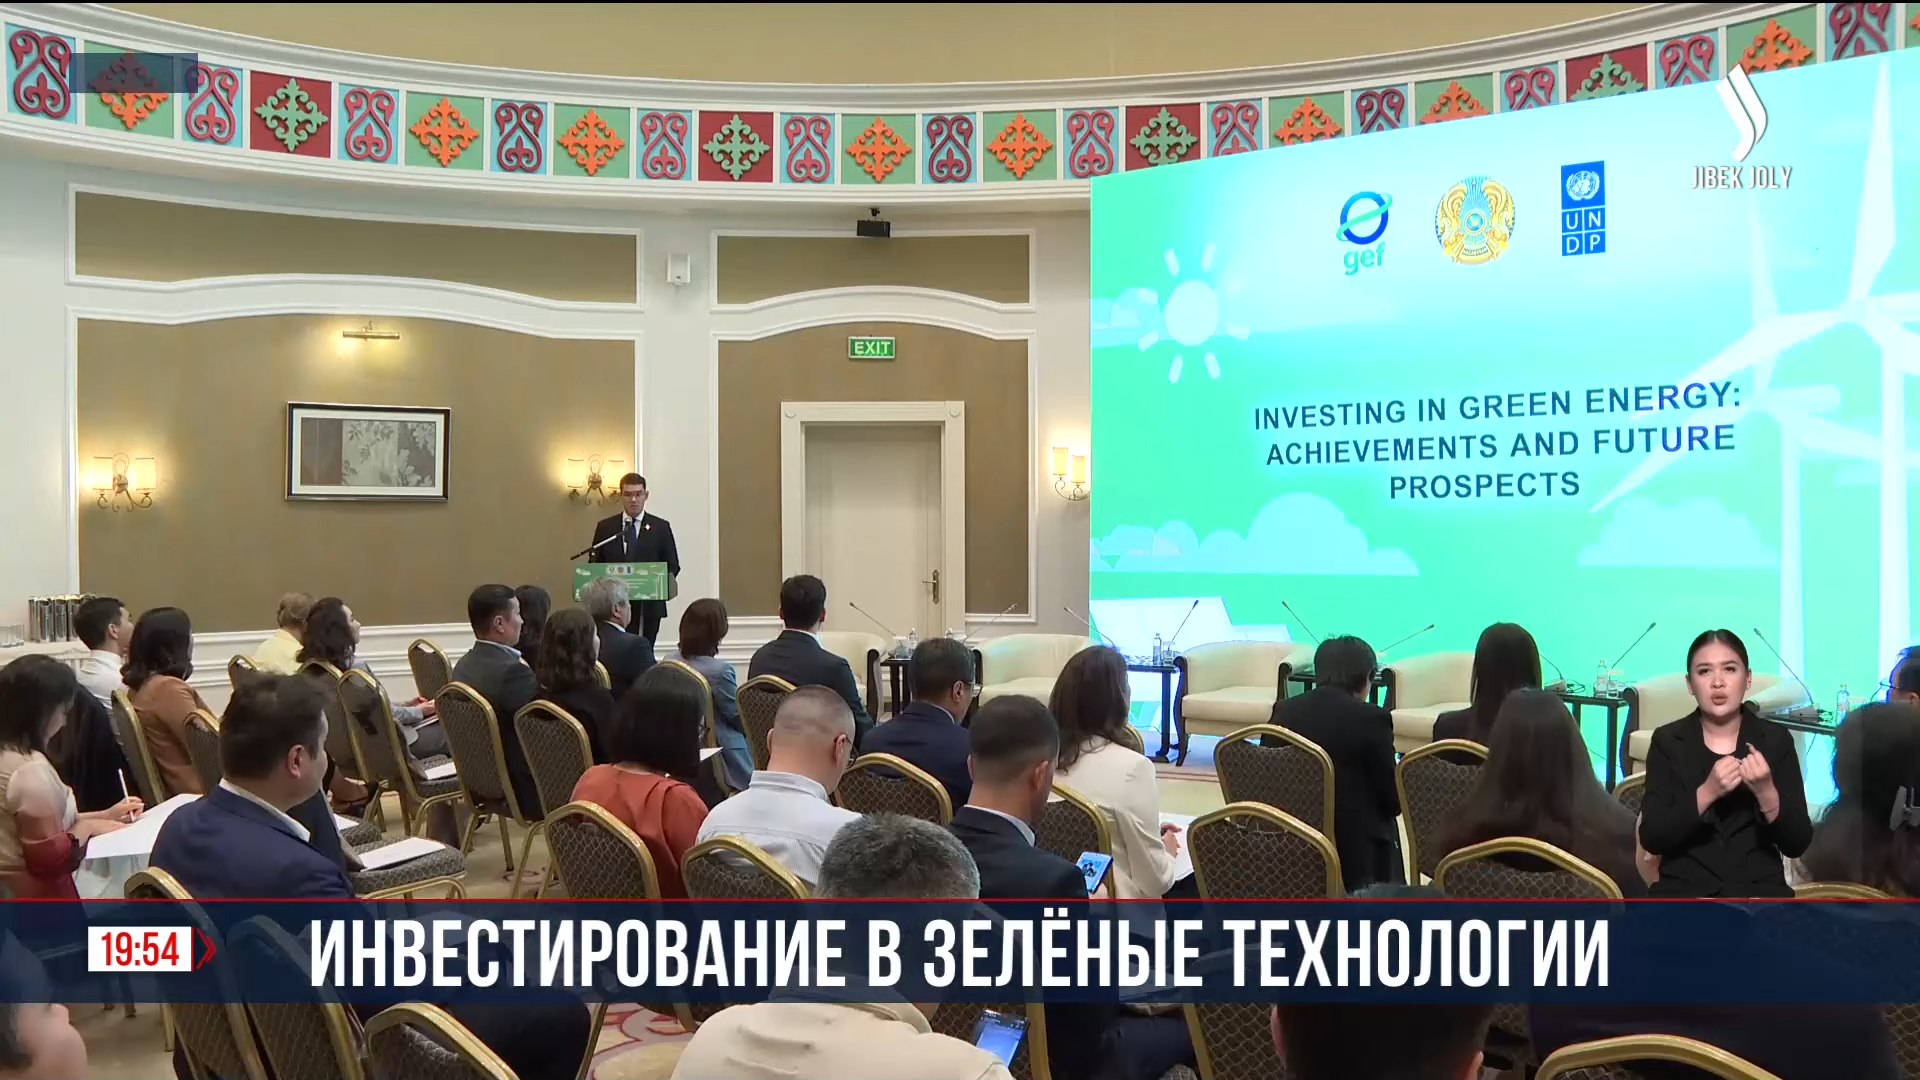 JIBEK JOLY
gef
UN
DP
EXIT
INVESTING IN GREEN ENERGY:
ACHIEVEMENTS AND FUTURE
PROSPECTS
19:54
ИНВЕСТИРОВАНИЕ В ЗЕЛЁНЫЕ ТЕХНОЛОГИИ